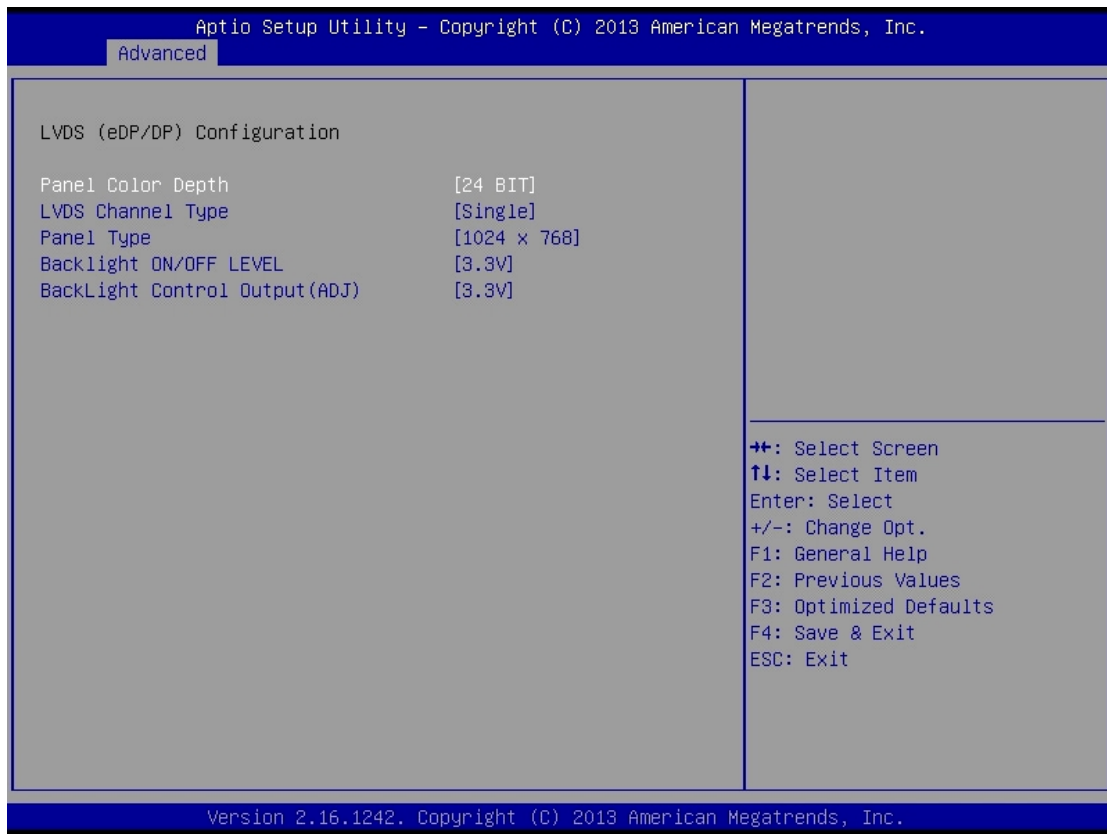 Aptio Setup Utility – Copyright (C) 2013 American Megatrends, Inc.
Advanced
LVDS (eDP/DP) Configuration
Panel Color Depth [24 BIT]
LVDS Channel Type [Single]
Panel Type [1024 x 768]
Backlight ON/OFF LEVEL [3.3V]
BackLight Control Output(ADJ) [3.3V]
→←: Select Screen
↑↓: Select Item
Enter: Select
+/-: Change Opt.
F1: General Help
F2: Previous Values
F3: Optimized Defaults
F4: Save & Exit
ESC: Exit
Version 2.16.1242. Copyright (C) 2013 American Megatrends, Inc.